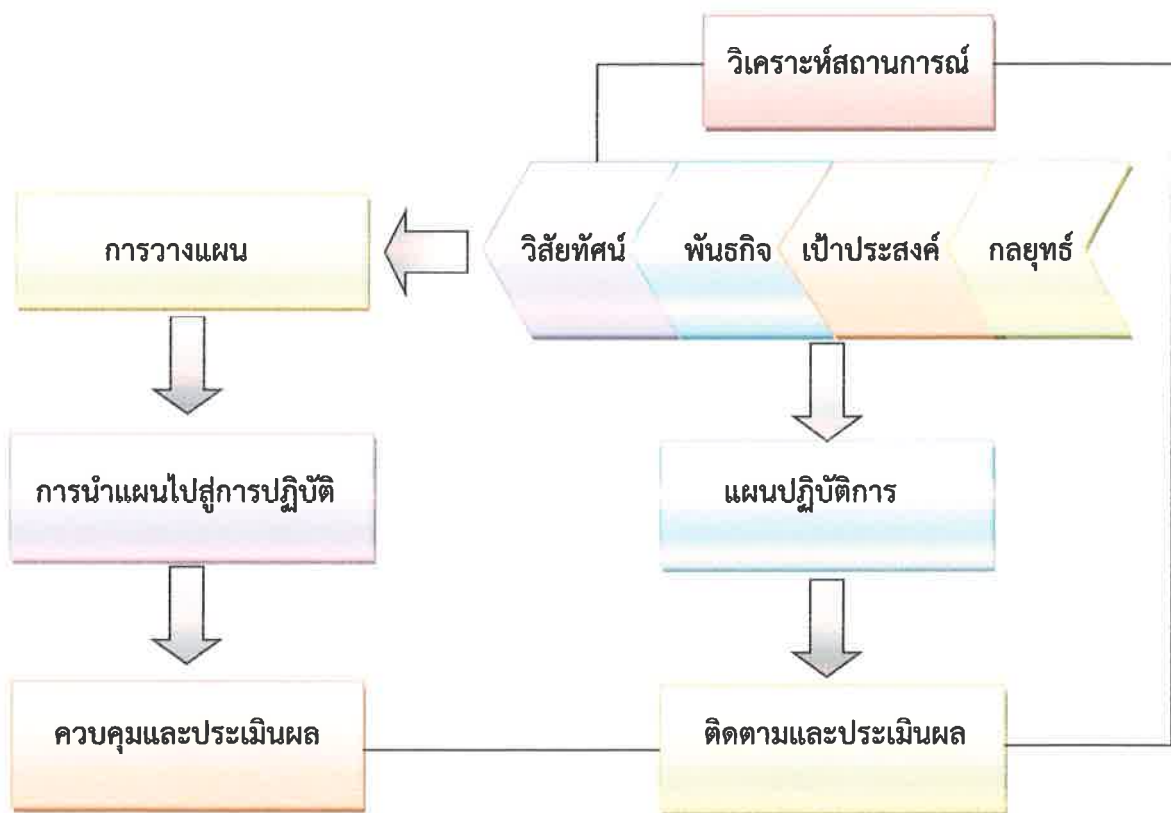 วิเคราะห์สถานการณ์
วิสัยทัศน์
พันธกิจ
เป้าประสงค์
กลยุทธ์
การวางแผน
การนำแผนไปสู่การปฏิบัติ
แผนปฏิบัติการ
ควบคุมและประเมินผล
ติดตามและประเมินผล